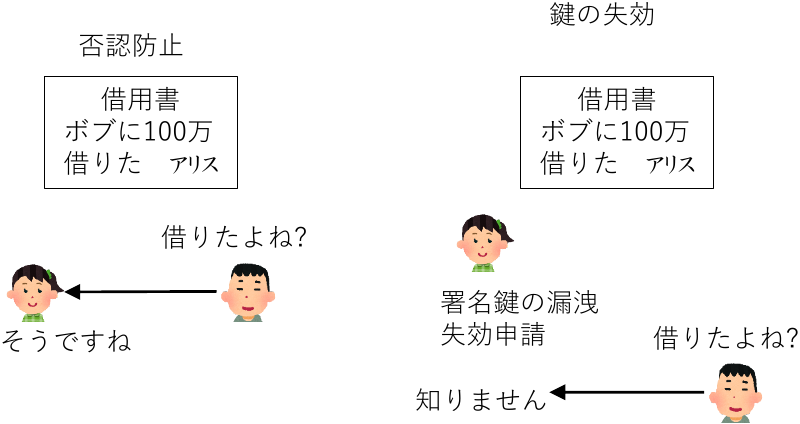 否認防止
借用書
ボブに100万
借りた アリス
借りたよね?
そうですね
鍵の失効
借用書
ボブに100万
借りた アリス
署名鍵の漏洩
失効申請
借りたよね?
知りません